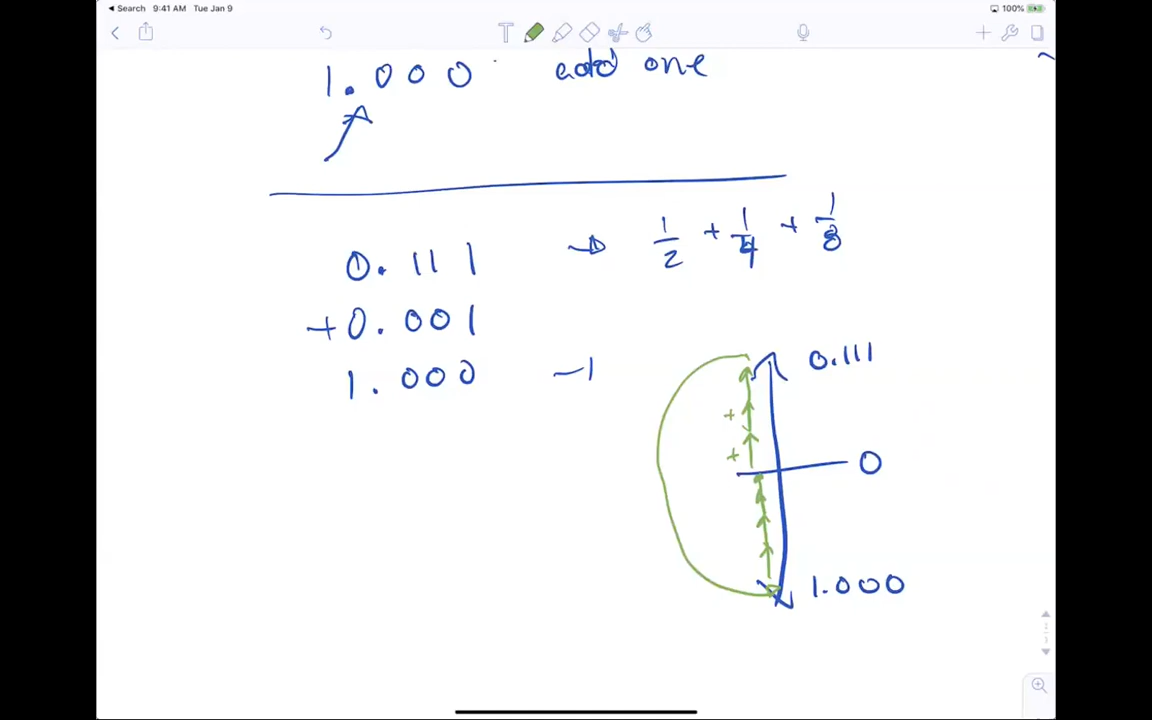 Search 9:41 AM Tue Jan 9 100%
T
1.000 add one
0.111 → 1/2 + 1/4 + 1/8
+0.001
1.000 -1
0.111
+
+
0
1.000